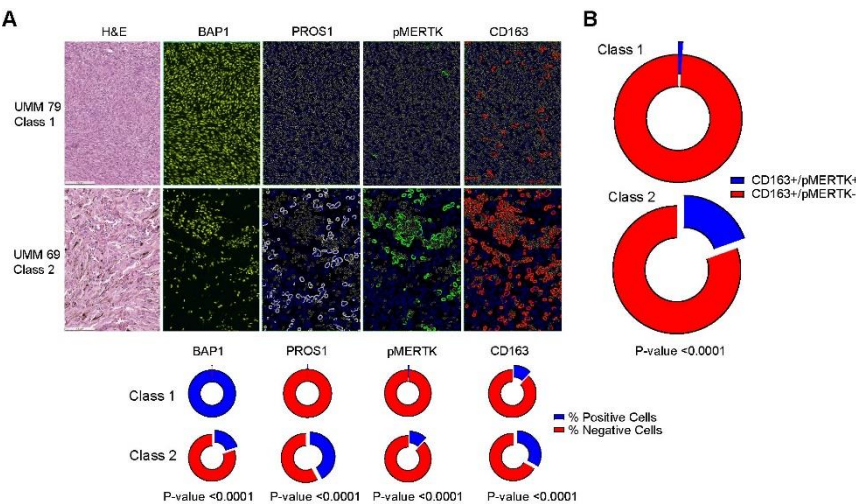 A
H&E BAP1 PROS1 pMERTK CD163
UMM 79
Class 1
UMM 69
Class 2
BAP1 PROS1 pMERTK CD163
Class 1
Class 2
% Positive Cells
% Negative Cells
P-value <0.0001 P-value <0.0001 P-value <0.0001 P-value <0.0001
B
Class 1
CD163+/pMERTK+
CD163+/pMERTK-
Class 2
P-value <0.0001